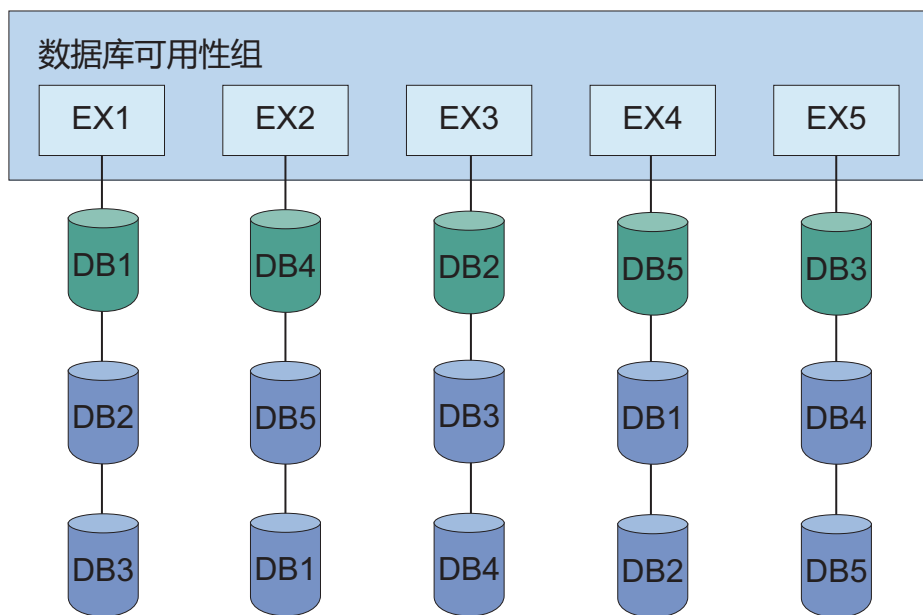 数据库可用性组
EX1 EX2 EX3 EX4 EX5
DB1 DB4 DB2 DB5 DB3
DB2 DB5 DB3 DB1 DB4
DB3 DB1 DB4 DB2 DB5